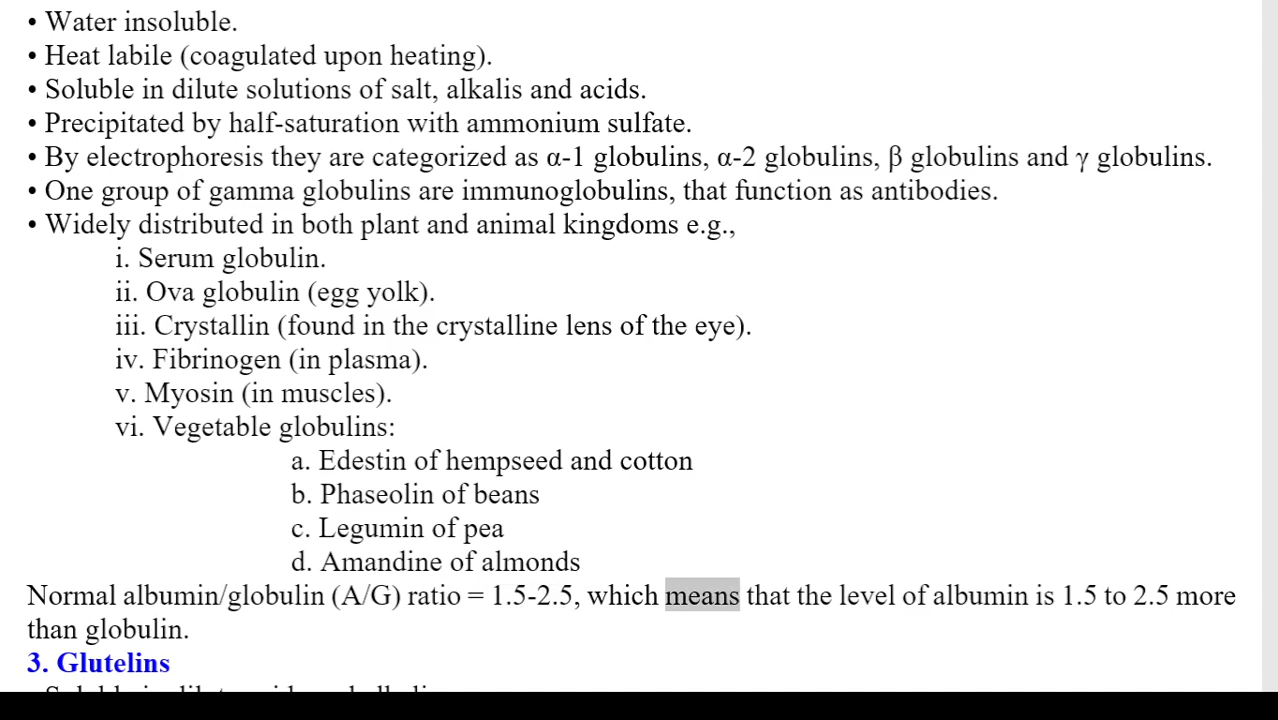 • Water insoluble.
• Heat labile (coagulated upon heating).
• Soluble in dilute solutions of salt, alkalis and acids.
• Precipitated by half-saturation with ammonium sulfate.
• By electrophoresis they are categorized as α-1 globulins, α-2 globulins, β globulins and γ globulins.
• One group of gamma globulins are immunoglobulins, that function as antibodies.
• Widely distributed in both plant and animal kingdoms e.g.,
i. Serum globulin.
ii. Ova globulin (egg yolk).
iii. Crystallin (found in the crystalline lens of the eye).
iv. Fibrinogen (in plasma).
v. Myosin (in muscles).
vi. Vegetable globulins:
a. Edestin of hempseed and cotton
b. Phaseolin of beans
c. Legumin of pea
d. Amandine of almonds
Normal albumin/globulin (A/G) ratio = 1.5-2.5, which means that the level of albumin is 1.5 to 2.5 more
than globulin.
3. Glutelins